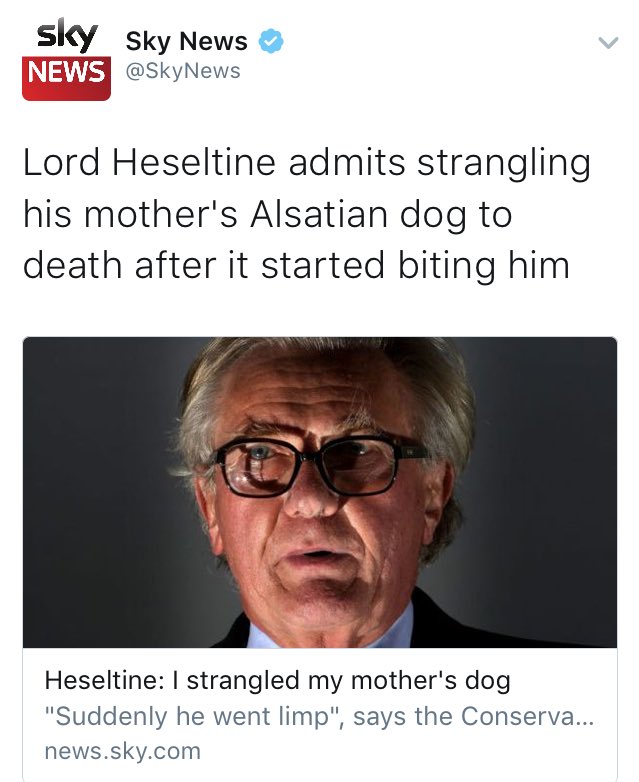 sky
NEWS
Sky News
@SkyNews
Lord Heseltine admits strangling
his mother's Alsatian dog to
death after it started biting him
Heseltine: I strangled my mother's dog
"Suddenly he went limp", says the Conserva...
news.sky.com